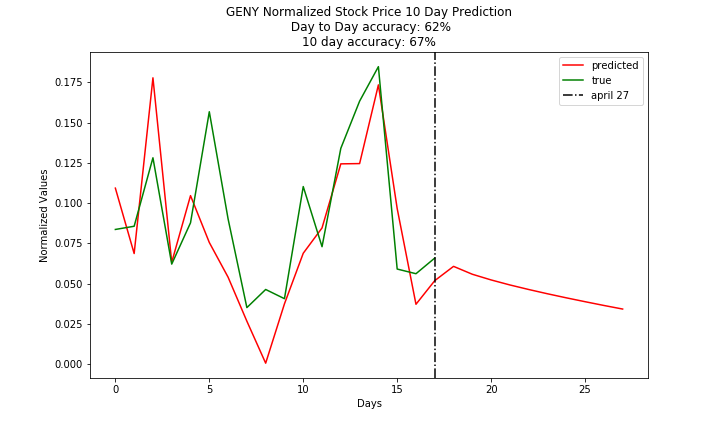 GENY Normalized Stock Price 10 Day Prediction
Day to Day accuracy: 62%
10 day accuracy: 67%
predicted
true
april 27
Normalized Values
0.175
0.150
0.125
0.100
0.075
0.050
0.025
0.000
0 5 10 15 20 25
Days